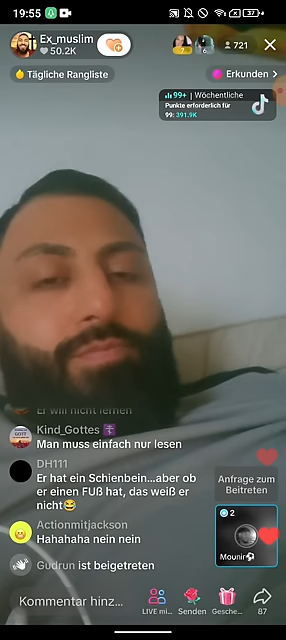 19:55
37
Ex_muslim
50.2K
721
Tägliche Rangliste
Erkunden
99+ | Wöchentliche
Punkte erforderlich für
99: 391.9K
Er will nicht lernen
Kind_Gottes
Man muss einfach nur lesen
DH111
Er hat ein Schienbein...aber ob
er einen FUß hat, das weiß er
nicht😂
Actionmitjackson
Hahahaha nein nein
Gudrun ist beigetreten
Anfrage zum
Beitreten
2
Mounir⚽
Kommentar hinz...
LIVE mi...
Senden
Gesche...
87